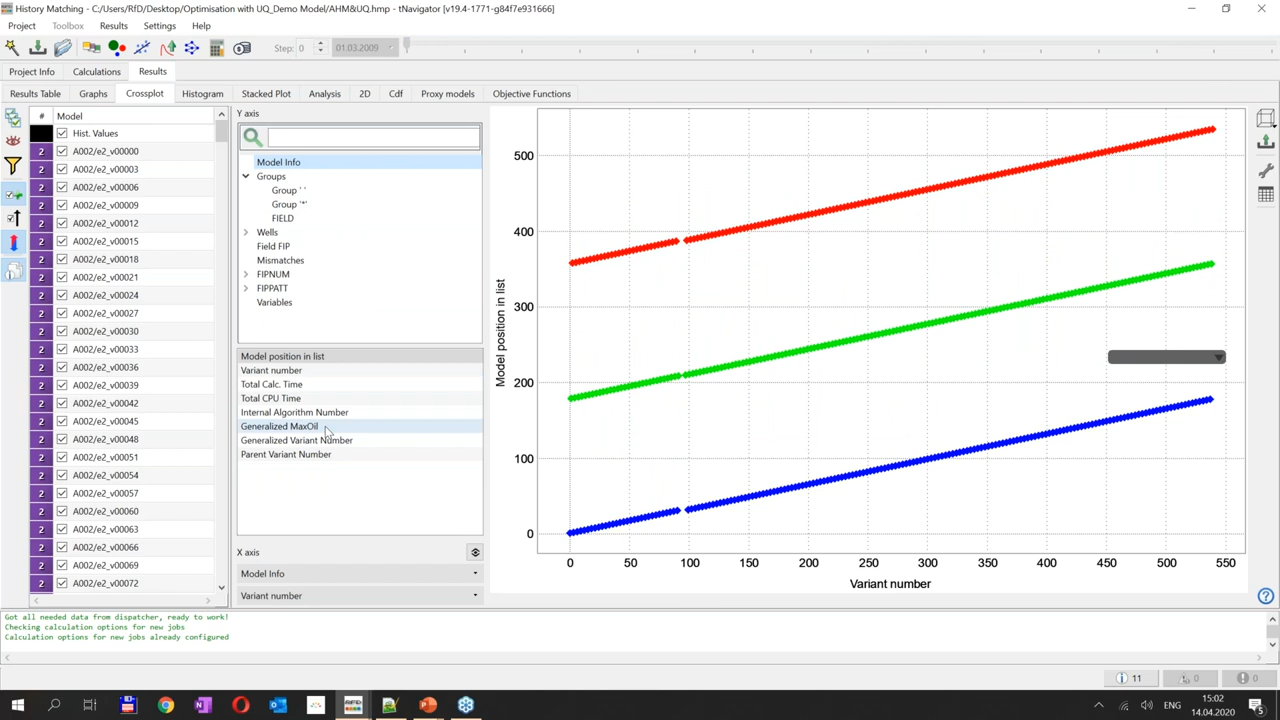 History Matching - C:/Users/RfD/Desktop/Optimisation with UQ_Demo Model/AHM&UQ.hmp - tNavigator [v19.4-1771-g84f7e931666]
Project Toolbox Results Settings Help
Step: 0 01.03.2009
Project Info Calculations Results
Results Table Graphs Crossplot Histogram Stacked Plot Analysis 2D Cdf Proxy models Objective Functions
# Model
Hist. Values
2 A002/e2_v00000
2 A002/e2_v00003
2 A002/e2_v00006
2 A002/e2_v00009
2 A002/e2_v00012
2 A002/e2_v00015
2 A002/e2_v00018
2 A002/e2_v00021
2 A002/e2_v00024
2 A002/e2_v00027
2 A002/e2_v00030
2 A002/e2_v00033
2 A002/e2_v00036
2 A002/e2_v00039
2 A002/e2_v00042
2 A002/e2_v00045
2 A002/e2_v00048
2 A002/e2_v00051
2 A002/e2_v00054
2 A002/e2_v00057
2 A002/e2_v00060
2 A002/e2_v00063
2 A002/e2_v00066
2 A002/e2_v00069
2 A002/e2_v00072
Y axis
Model Info
Groups
Group ' '
Group '*'
FIELD
Wells
Field FIP
Mismatches
FIPNUM
FIPPATT
Variables
Model position in list
Variant number
Total Calc. Time
Total CPU Time
Internal Algorithm Number
Generalized MaxOil
Generalized Variant Number
Parent Variant Number
X axis
Model Info
Variant number
Model position in list
500
400
300
200
100
0
0 50 100 150 200 250 300 350 400 450 500 550
Variant number
Got all needed data from dispatcher, ready to work!
Checking calculation options for new jobs
Calculation options for new jobs already configured
11 0 0
ENG
15:02
14.04.2020
5